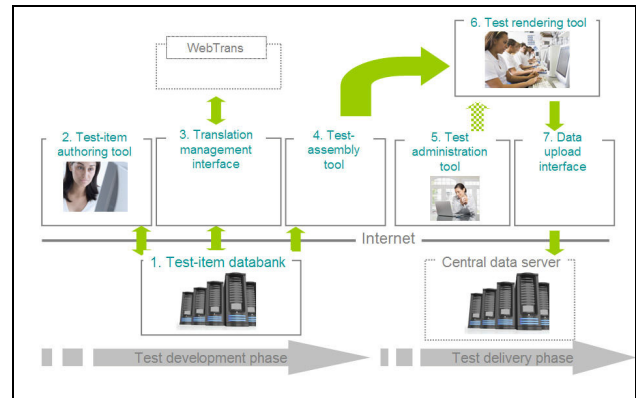 6. Test rendering tool
WebTrans
2. Test-item
authoring tool
3. Translation
management
interface
4. Test-
assembly
tool
5. Test
administration
tool
7. Data
upload
interface
Internet
1. Test-item databank
Central data server
Test development phase
Test delivery phase